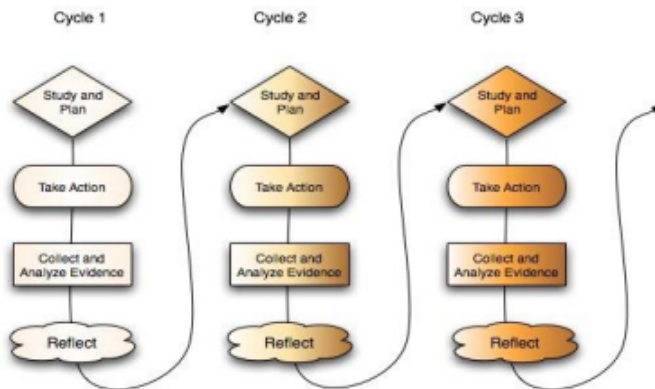 Cycle 1
Cycle 2
Cycle 3
Study and
Plan
Take Action
Collect and
Analyze Evidence
Reflect
Study and
Plan
Take Action
Collect and
Analyze Evidence
Reflect
Study and
Plan
Take Action
Collect and
Analyze Evidence
Reflect